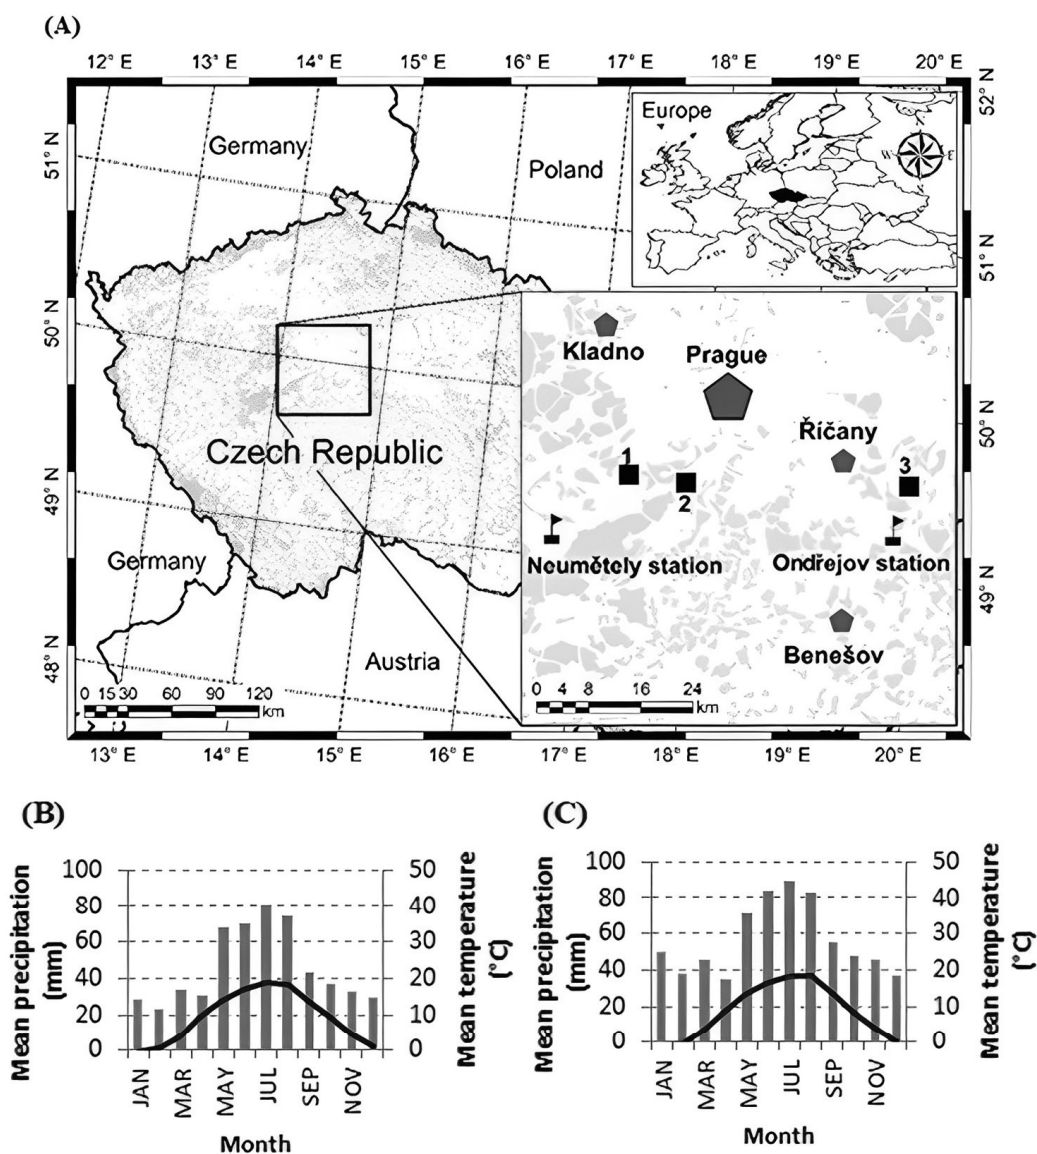 (A)
12° E 13° E 14° E 15° E 16° E 17° E 18° E 19° E 20° E
52° N
51° N
50° N
49° N
48° N
51° N
50° N
49° N
Germany
Poland
Europe
W E
Kladno
Prague
Říčany
1
2
3
Czech Republic
Neumětely station
Ondřejov station
Germany
Benešov
Austria
0 15 30 60 90 120
km
0 4 8 16 24
km
13° E 14° E 15° E 16° E 17° E 18° E 19° E 20° E
(B)
Mean precipitation
(mm)
100
80
60
40
20
0
50
40
30
20
10
0
Mean temperature
(°C)
JAN MAR MAY JUL SEP NOV
Month
(C)
Mean precipitation
(mm)
100
80
60
40
20
0
50
40
30
20
10
0
Mean temperature
(°C)
JAN MAR MAY JUL SEP NOV
Month